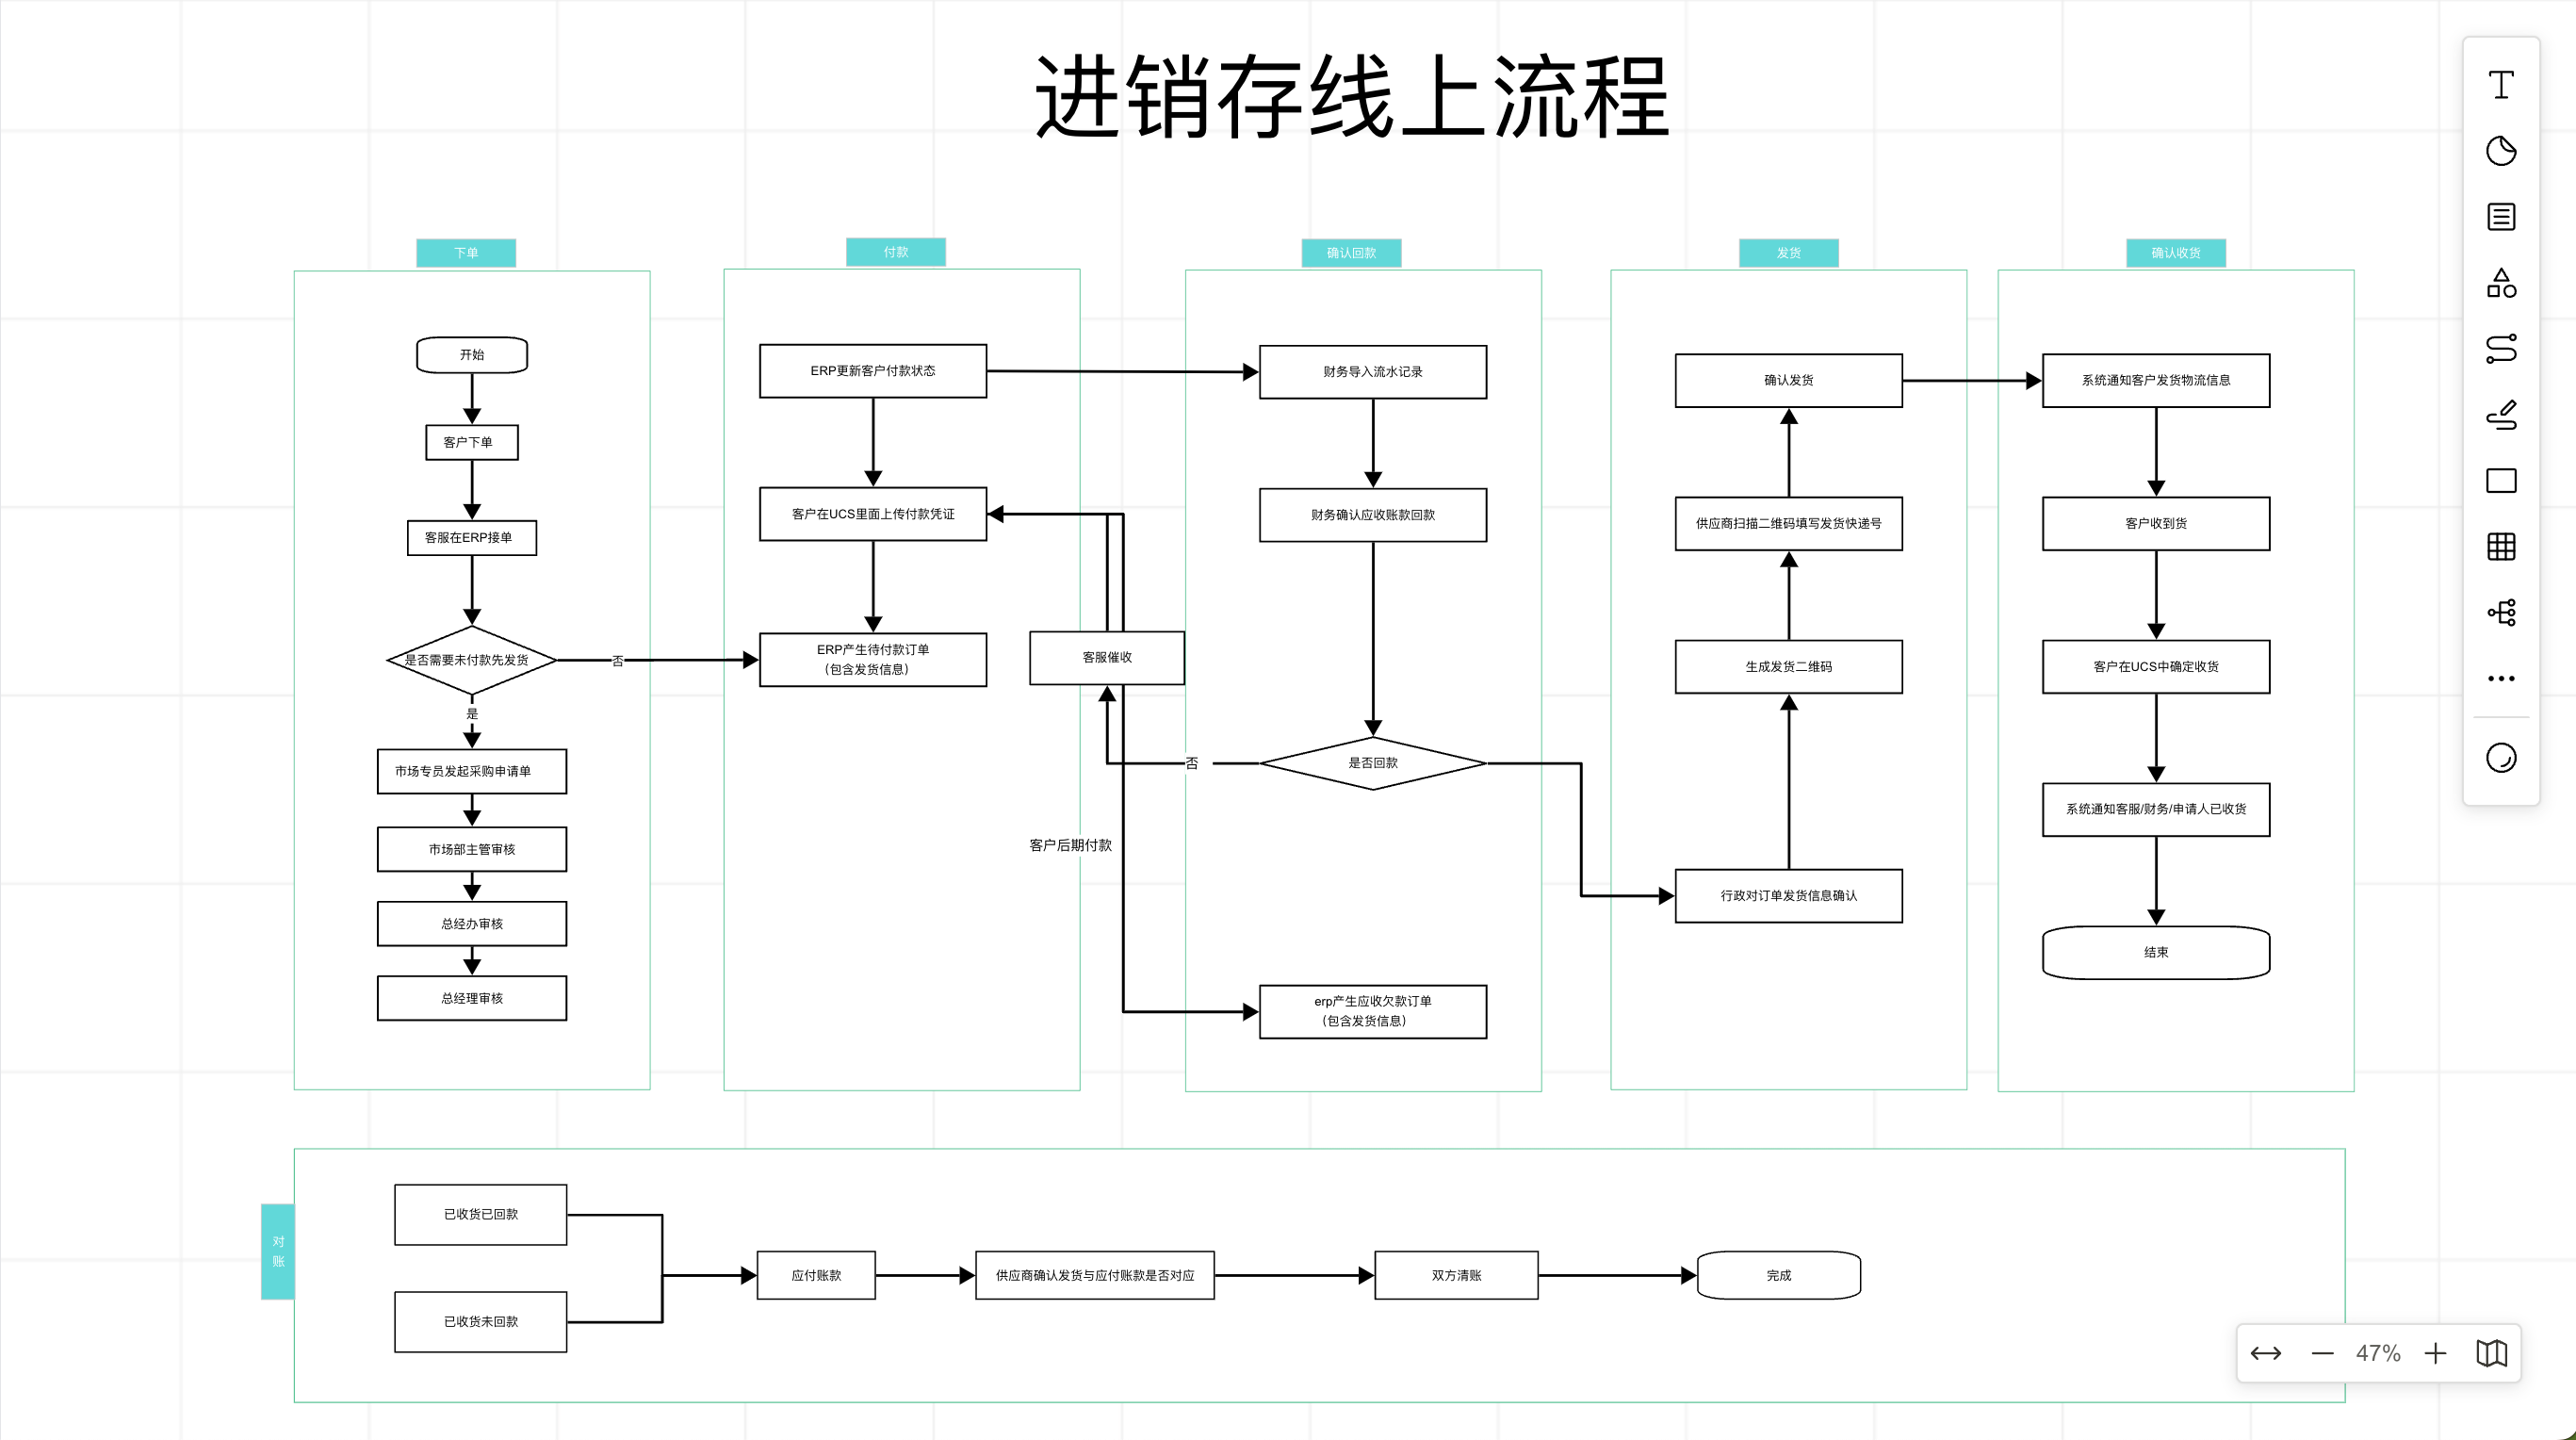 进销存线上流程
下单
付款
确认回款
发货
确认收货
开始
客户下单
客服在ERP接单
是否需要未付款先发货
否
是
市场专员发起采购申请单
市场部主管审核
总经办审核
总经理审核
ERP更新客户付款状态
客户在UCS里面上传付款凭证
ERP产生待付款订单
（包含发货信息）
客服催收
客户后期付款
财务导入流水记录
财务确认应收账款回款
是否回款
否
erp产生应收欠款订单
（包含发货信息）
确认发货
供应商扫描二维码填写发货快递号
生成发货二维码
行政对订单发货信息确认
系统通知客户发货物流信息
客户收到货
客户在UCS中确定收货
系统通知客服/财务/申请人已收货
结束
对
账
已收货已回款
已收货未回款
应付账款
供应商确认发货与应付账款是否对应
双方清账
完成
47%